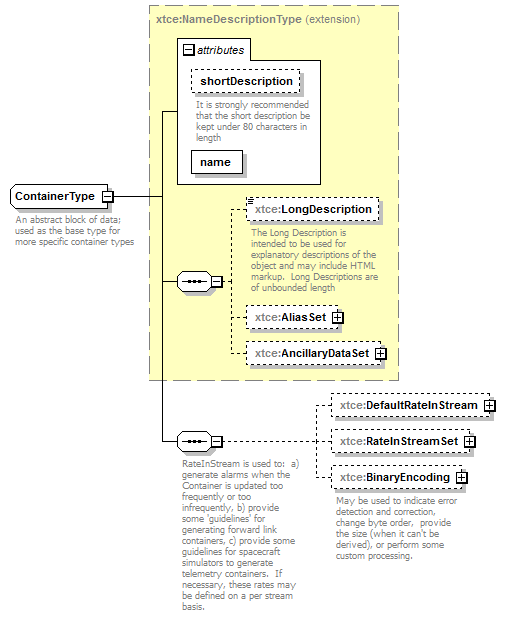 xtce:NameDescriptionType (extension)
attributes
shortDescription
It is strongly recommended
that the short description be
kept under 80 characters in
length
name
ContainerType
An abstract block of data;
used as the base type for
more specific container types
xtce:LongDescription
The Long Description is
intended to be used for
explanatory descriptions of the
object and may include HTML
markup.  Long Descriptions are
of unbounded length
xtce:AliasSet
xtce:AncillaryDataSet
xtce:DefaultRateInStream
xtce:RateInStreamSet
xtce:BinaryEncoding
May be used to indicate error
detection and correction,
change byte order,  provide
the size (when it can't be
derived), or perform some
custom processing.
RateInStream is used to:  a)
generate alarms when the
Container is updated too
frequently or too
infrequently, b) provide
some 'guidelines' for
generating forward link
containers, c) provide some
guidelines for spacecraft
simulators to generate
telemetry containers.  If
necessary, these rates may
be defined on a per stream
basis.